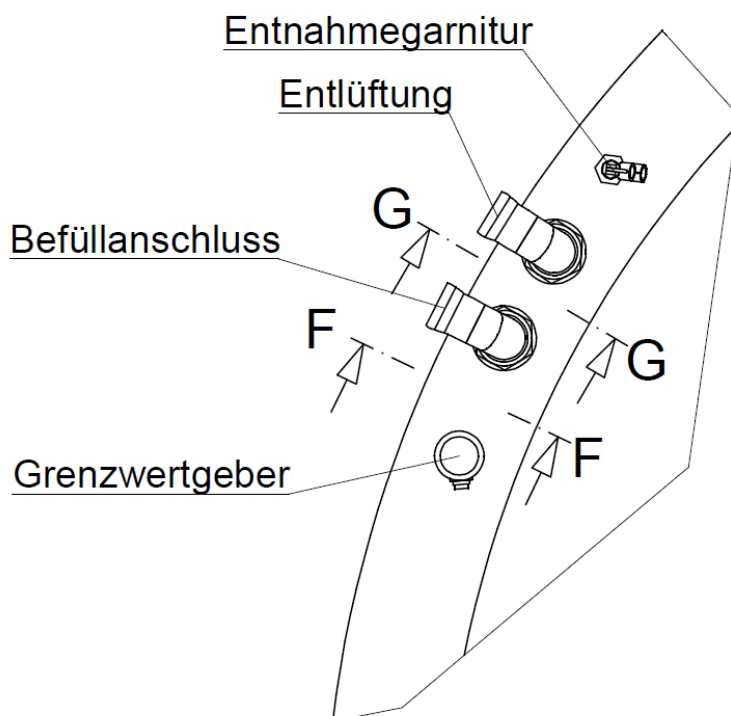 Entnahmegarnitur
Entlüftung
G
Befüllanschluss
F
G
F
Grenzwertgeber